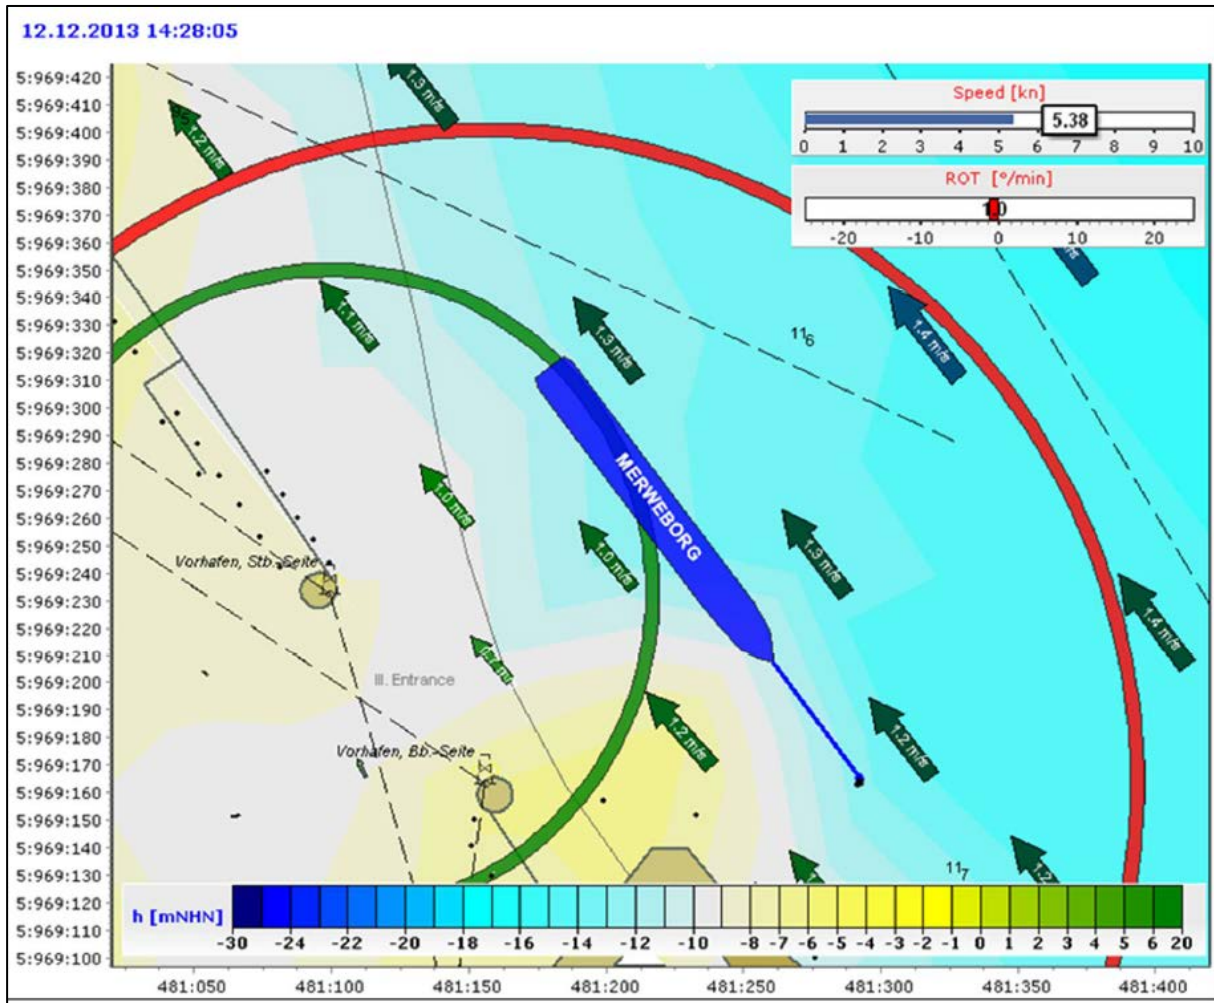 12.12.2013 14:28:05
5:969:420
5:969:410
5:969:400
5:969:390
5:969:380
5:969:370
5:969:360
5:969:350
5:969:340
5:969:330
5:969:320
5:969:310
5:969:300
5:969:290
5:969:280
5:969:270
5:969:260
5:969:250
5:969:240
5:969:230
5:969:220
5:969:210
5:969:200
5:969:190
5:969:180
5:969:170
5:969:160
5:969:150
5:969:140
5:969:130
5:969:120
5:969:110
5:969:100
Speed [kn]
5.38
0 1 2 3 4 5 6 7 8 9 10
ROT [°/min]
-20 -10 0 10 20
1.3 m/s
1.2 m/s
1.1 m/s
1.3 m/s
11₆
1.4 m/s
MERWEBORG
1.0 m/s
1.0 m/s
1.3 m/s
1.4 m/s
Vorhafen, Stb.-Seite
III. Entrance
1.2 m/s
1.2 m/s
Vorhafen, Bb.-Seite
11₇
h [mNHN]
-30 -24 -22 -20 -18 -16 -14 -12 -10 -8 -7 -6 -5 -4 -3 -2 -1 0 1 2 3 4 5 6 20
481:050 481:100 481:150 481:200 481:250 481:300 481:350 481:400